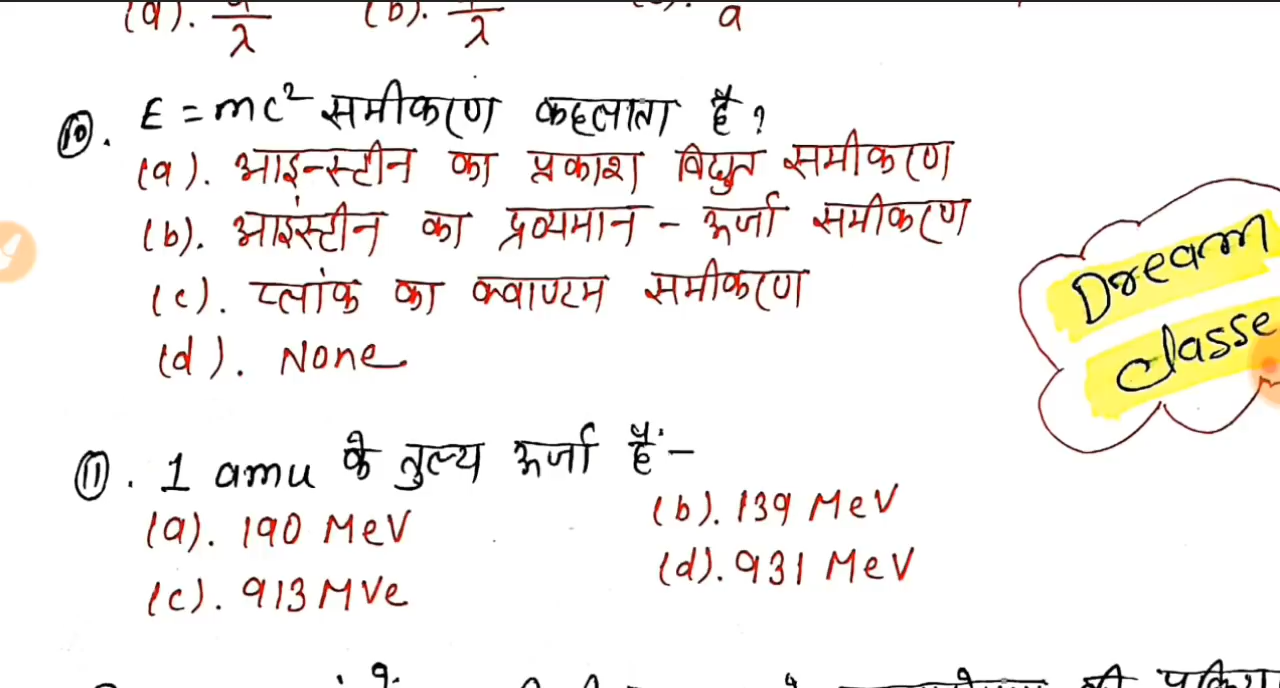 (a). a/λ (b). λ a
10. E = mc² समीकरण कहलाता है ?
(a). आइन्स्टीन का प्रकाश विद्युत समीकरण
(b). आइंस्टीन का द्रव्यमान - ऊर्जा समीकरण
(c). प्लांक का क्वाण्टम समीकरण
(d). None
Dream
classe
11. 1 amu के तुल्य ऊर्जा हैं -
(a). 190 MeV (b). 139 MeV
(c). 913 MVe (d). 931 MeV